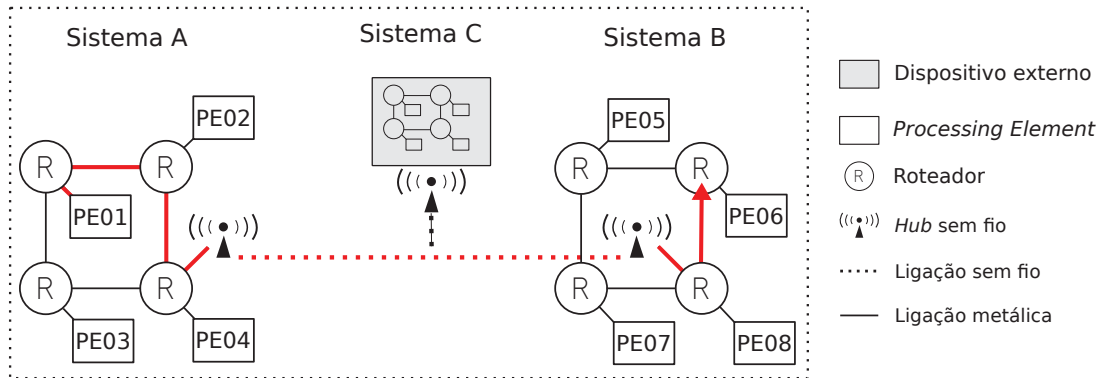 Sistema A
Sistema C
Sistema B
PE02
PE05
R
R
PE01
R
R
PE06
R
R
PE03
PE04
R
R
PE07
PE08
Dispositivo externo
Processing Element
R
Roteador
Hub sem fio
Ligação sem fio
Ligação metálica